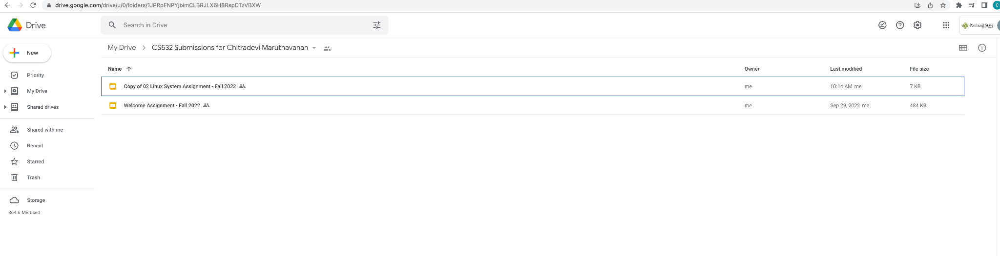 drive.google.com/drive/u/0/folders/1JPRpFNPYjbimCLBRJLX6H8RspDTzVBXW
C
Drive
Search in Drive
Portland State
UNIVERSITY
New
My Drive > CS532 Submissions for Chitradevi Maruthavanan
Name Owner Last modified File size
Priority
Copy of 02 Linux System Assignment - Fall 2022 me 10:14 AM me 7 KB
My Drive
Welcome Assignment - Fall 2022 me Sep 29, 2022 me 484 KB
Shared drives
Shared with me
Recent
Starred
Trash
Storage
364.6 MB used